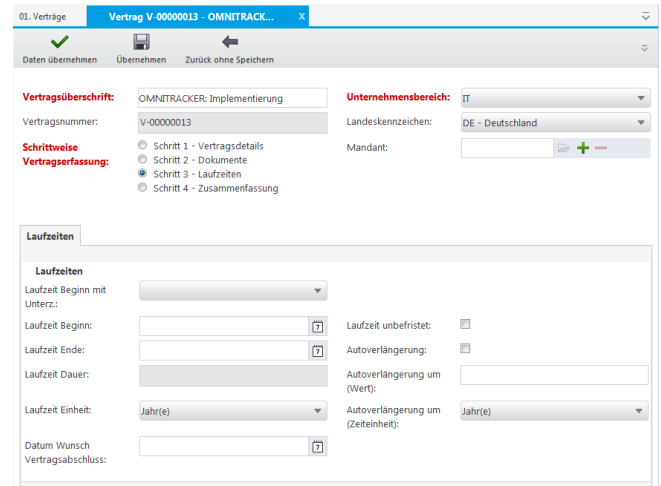 01. Verträge
Vertrag V-00000013 - OMNITRACK... X
Daten übernehmen Übernehmen Zurück ohne Speichern
Vertragsüberschrift: OMNITRACKER: Implementierung Unternehmensbereich: IT
Vertragsnummer: V-00000013 Landeskennzeichen: DE - Deutschland
Schrittweise Vertragserfassung: Schritt 1 - Vertragsdetails Mandant:
Schritt 2 - Dokumente
Schritt 3 - Laufzeiten
Schritt 4 - Zusammenfassung
Laufzeiten
Laufzeiten
Laufzeit Beginn mit
Unterz.:
Laufzeit Beginn: 7 Laufzeit unbefristet:
Laufzeit Ende: 7 Autoverlängerung:
Laufzeit Dauer: Autoverlängerung um
(Wert):
Laufzeit Einheit: Jahr(e) Autoverlängerung um Jahr(e)
(Zeiteinheit):
Datum Wunsch 7
Vertragsabschluss: